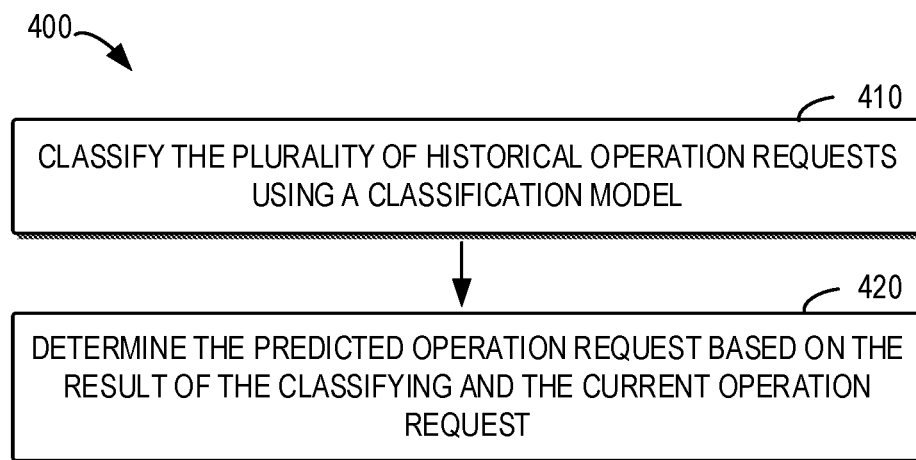 400
410
CLASSIFY THE PLURALITY OF HISTORICAL OPERATION REQUESTS
USING A CLASSIFICATION MODEL
420
DETERMINE THE PREDICTED OPERATION REQUEST BASED ON THE
RESULT OF THE CLASSIFYING AND THE CURRENT OPERATION
REQUEST